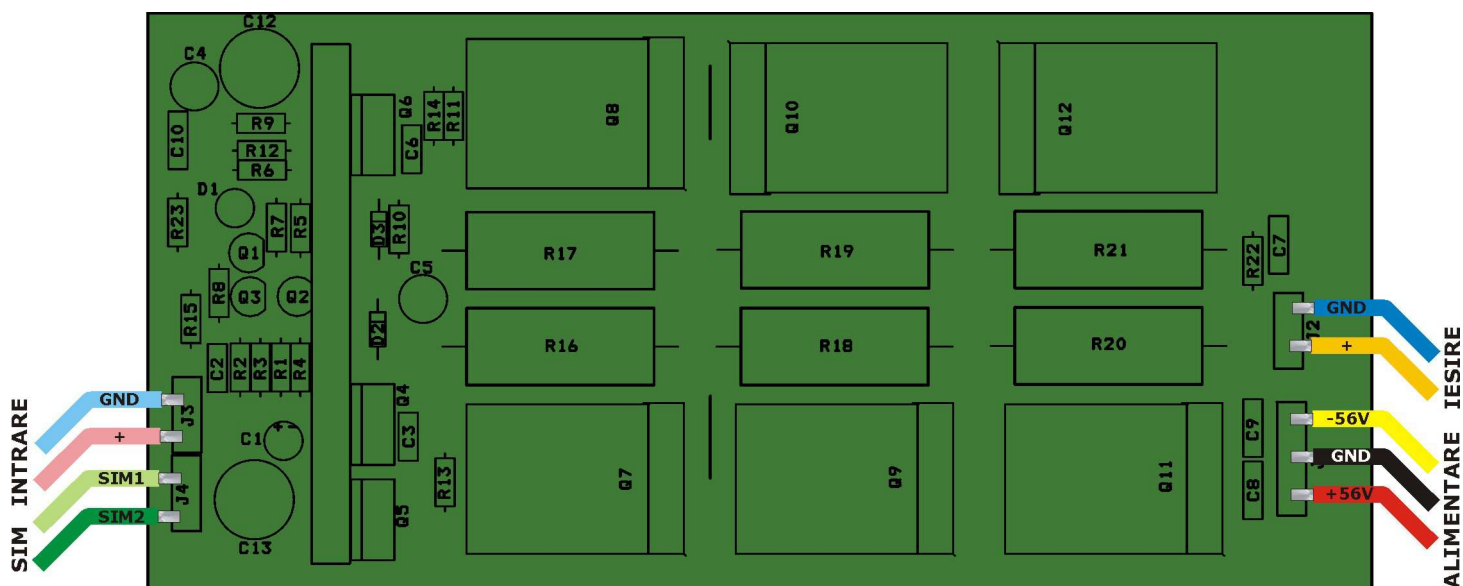 C12
C4
C10
R9
R12
R6
D1
R23
R7
R5
Q1
R8
Q3
Q2
R15
C2
R2
R3
R1
R4
J3
C1
J4
C13
Q6
C6
R14
R11
D3
R10
C5
D2
Q4
C3
Q5
R13
Q8
Q10
Q12
R17
R19
R21
R16
R18
R20
Q7
Q9
Q11
R22
C7
J2
C9
C8
J
INTRARE
GND
+
SIM
SIM1
SIM2
IESIRE
GND
+
ALIMENTARE
-56V
GND
+56V